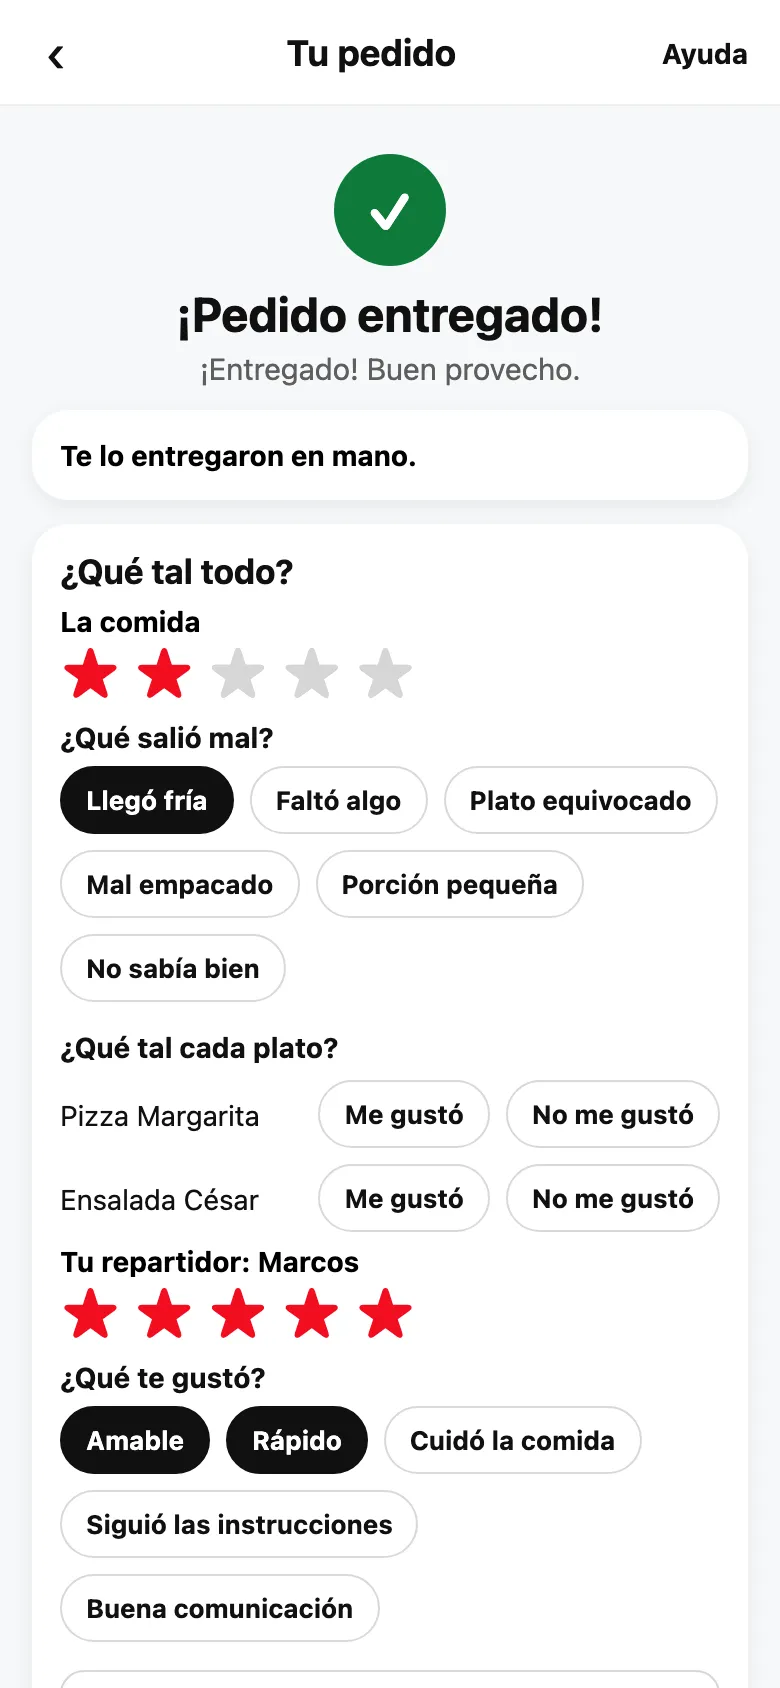 Tu pedido
Ayuda
¡Pedido entregado!
¡Entregado! Buen provecho.
Te lo entregaron en mano.
¿Qué tal todo?
La comida
¿Qué salió mal?
Llegó fría Faltó algo Plato equivocado
Mal empacado Porción pequeña
No sabía bien
¿Qué tal cada plato?
Pizza Margarita Me gustó No me gustó
Ensalada César Me gustó No me gustó
Tu repartidor: Marcos
¿Qué te gustó?
Amable Rápido Cuidó la comida
Siguió las instrucciones
Buena comunicación